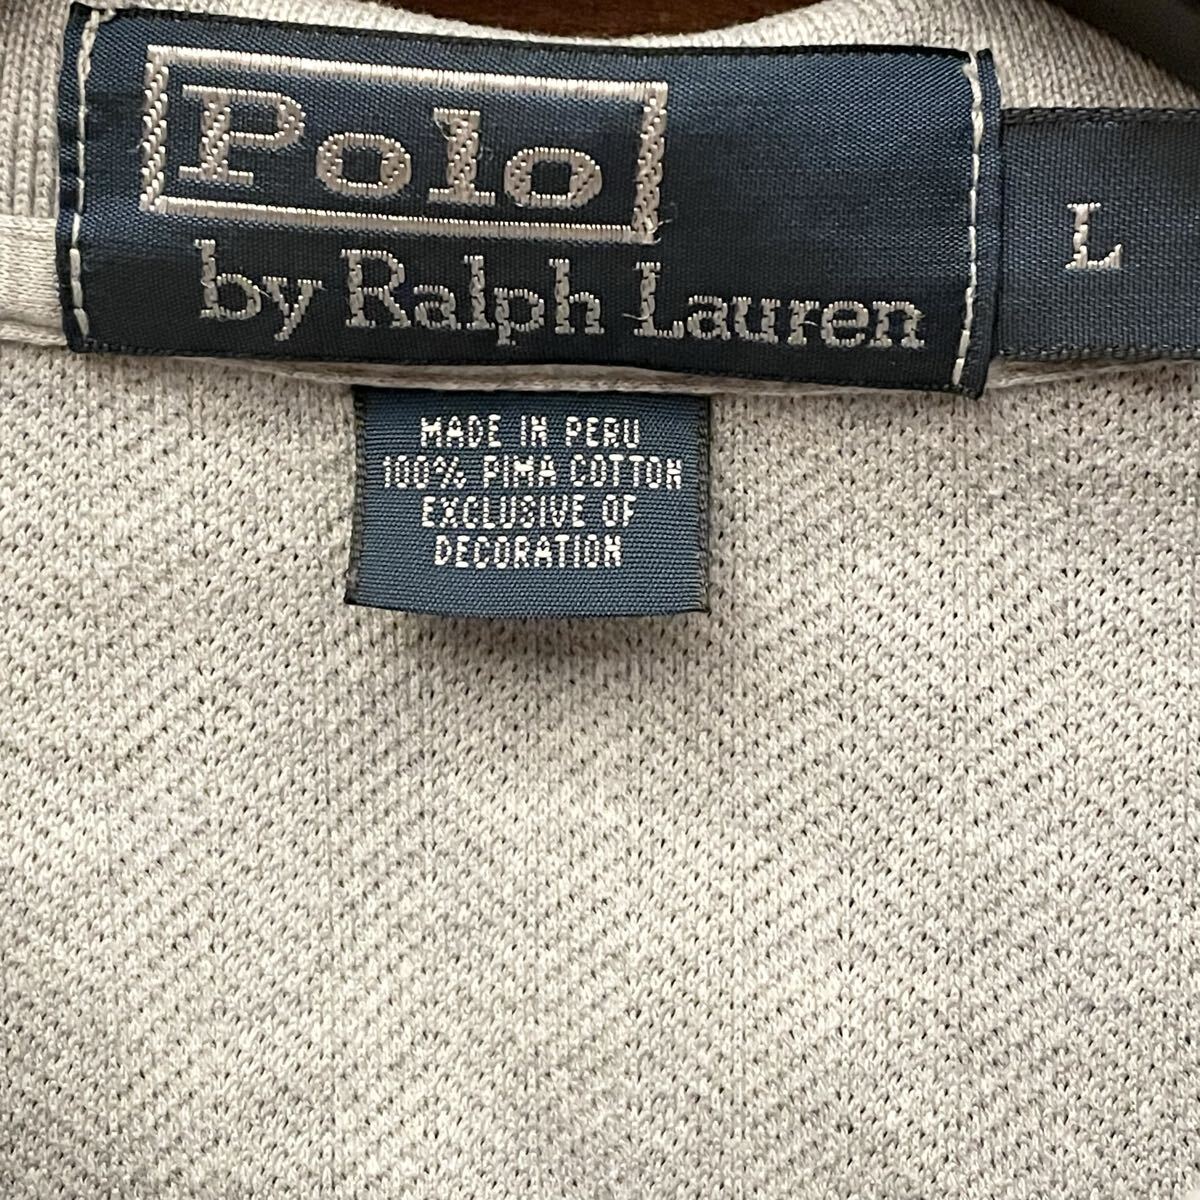 Polo
by Ralph Lauren
L
MADE IN PERU
100% PIMA COTTON
EXCLUSIVE OF
DECORATION